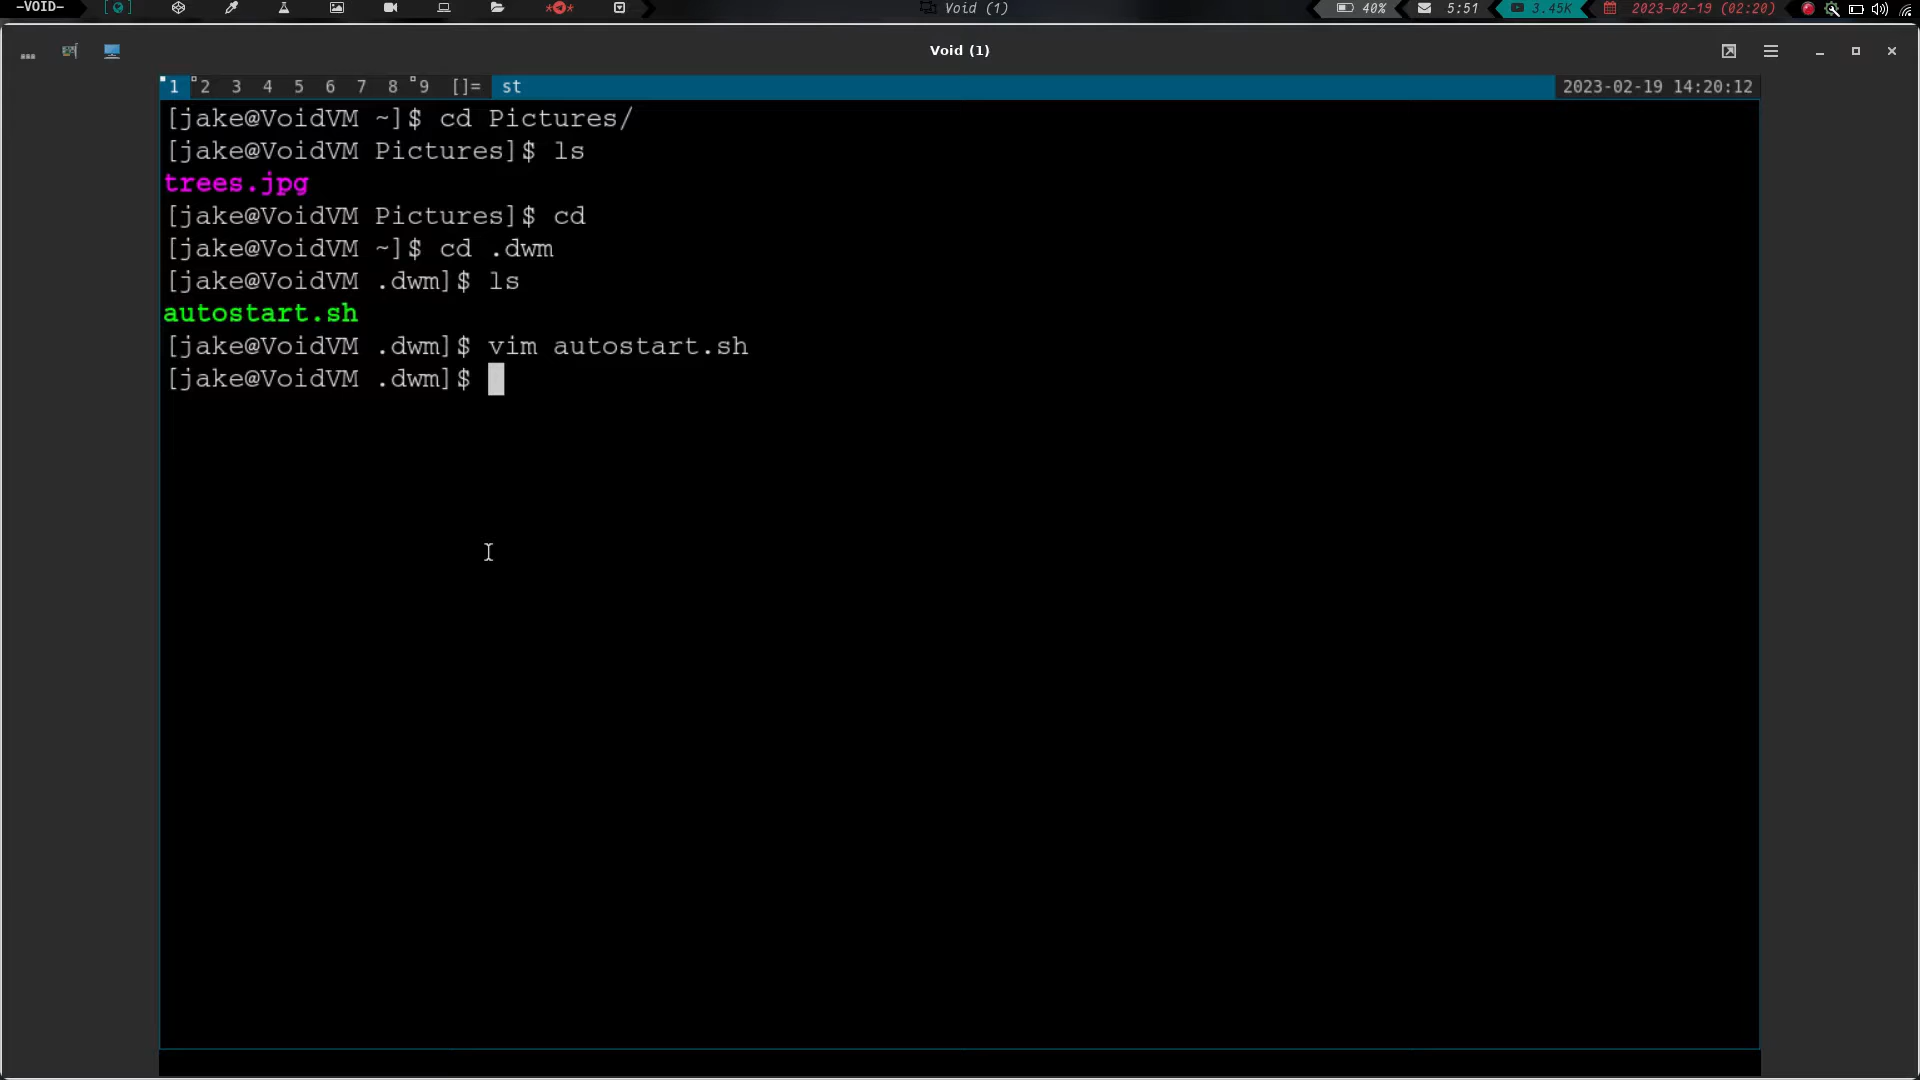 -VOID-
Void (1)
40%
5:51
3.45K
2023-02-19 (02:20)
Void (1)
1 2 3 4 5 6 7 8 9 []= st
2023-02-19 14:20:12
[jake@VoidVM ~]$ cd Pictures/
[jake@VoidVM Pictures]$ ls
trees.jpg
[jake@VoidVM Pictures]$ cd
[jake@VoidVM ~]$ cd .dwm
[jake@VoidVM .dwm]$ ls
autostart.sh
[jake@VoidVM .dwm]$ vim autostart.sh
[jake@VoidVM .dwm]$